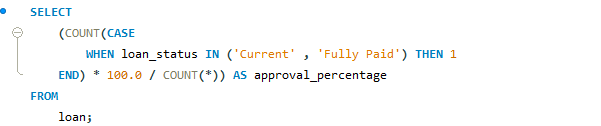 SELECT
(COUNT(CASE
WHEN loan_status IN ('Current' , 'Fully Paid') THEN 1
END) * 100.0 / COUNT(*)) AS approval_percentage
FROM
loan;